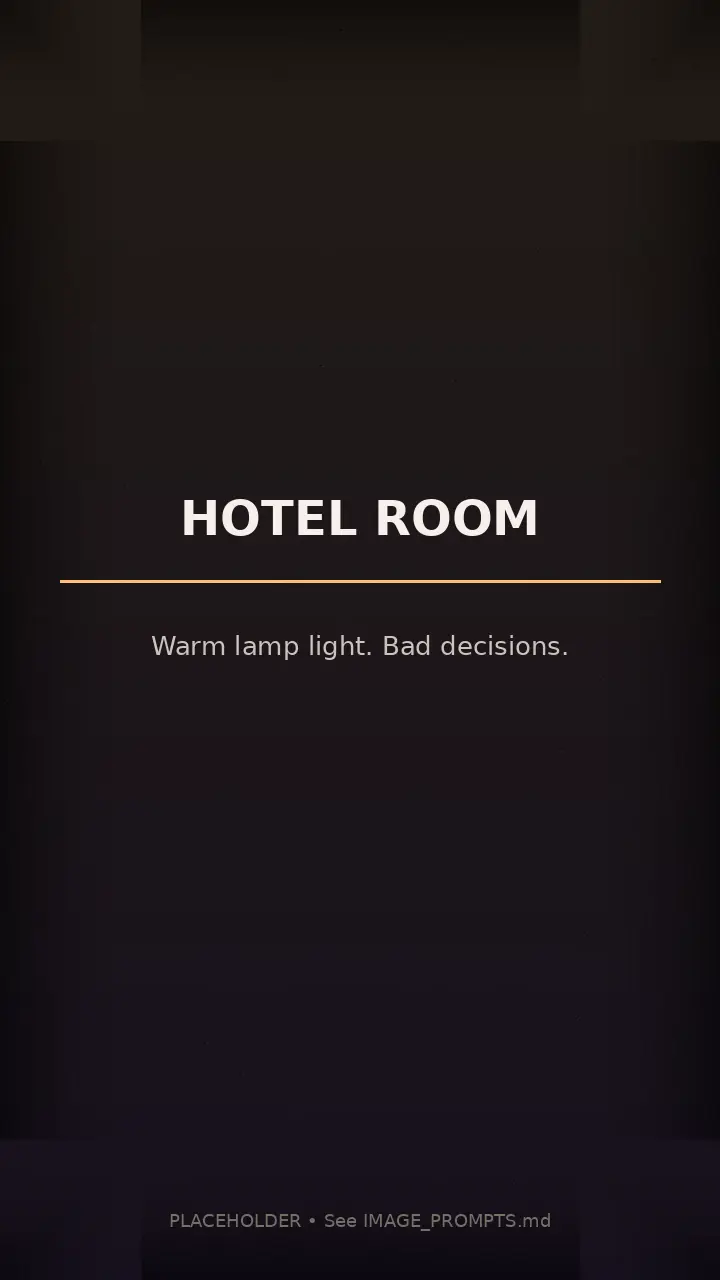 HOTEL ROOM
Warm lamp light. Bad decisions.
PLACEHOLDER • See IMAGE_PROMPTS.md